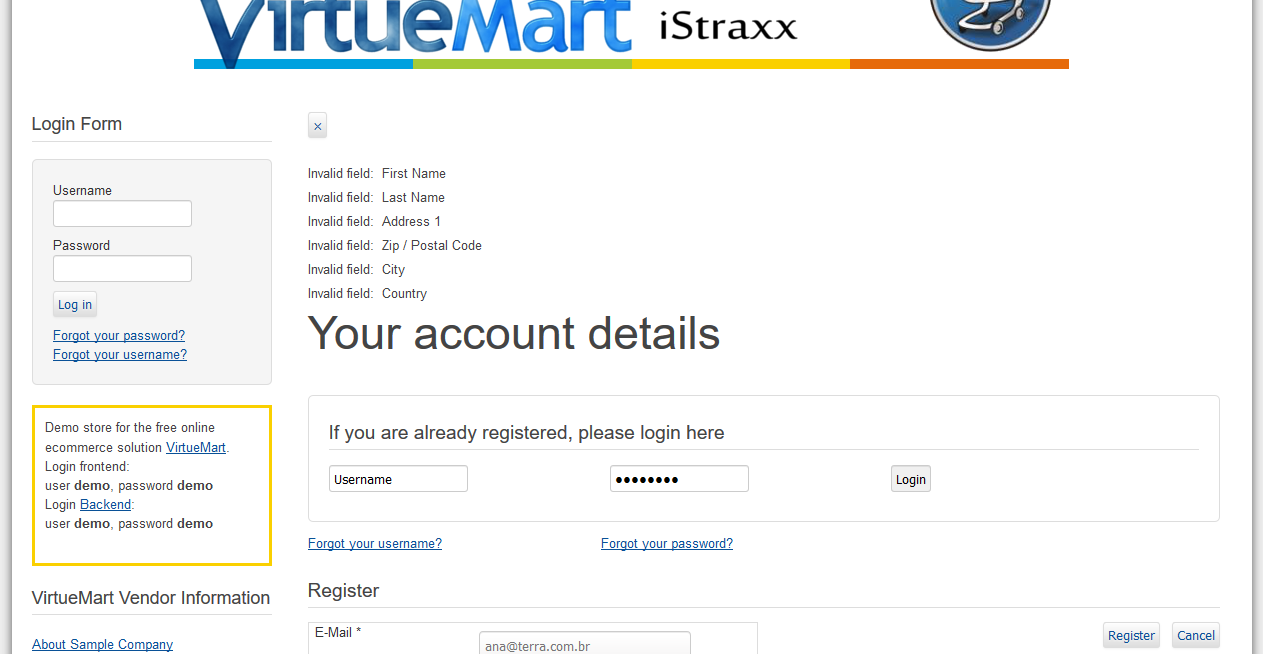 VirtueMart iStraxx
Login Form
Username
Password
Log in
Forgot your password?
Forgot your username?
Demo store for the free online
ecommerce solution VirtueMart.
Login frontend:
user demo, password demo
Login Backend:
user demo, password demo
VirtueMart Vendor Information
About Sample Company
×
Invalid field: First Name
Invalid field: Last Name
Invalid field: Address 1
Invalid field: Zip / Postal Code
Invalid field: City
Invalid field: Country
Your account details
If you are already registered, please login here
Username ●●●●●●●● Login
Forgot your username? Forgot your password?
Register
E-Mail * Register Cancel
ana@terra.com.br